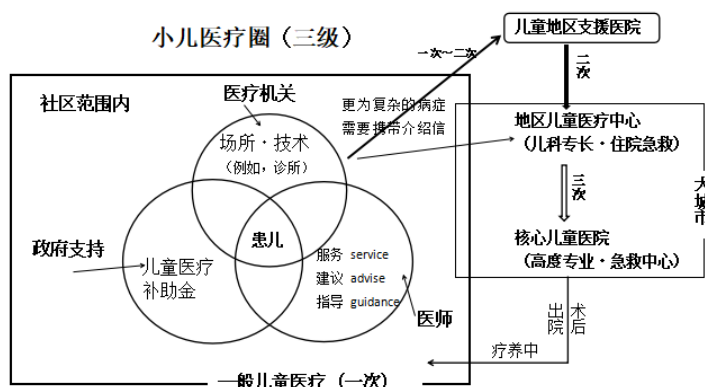 小儿医疗圈（三级）
儿童地区支援医院
一次～二次
二次
社区范围内
医疗机关
更为复杂的病症
需要携带介绍信
场所·技术
（例如，诊所）
地区儿童医疗中心
（儿科专长·住院急救）
三次
大城市
政府支持
患儿
儿童医疗
补助金
服务 service
建议 advise
指导 guidance
核心儿童医院
（高度专业·急救中心）
医师
术后
出院
疗养中
一般儿童医疗（一次）